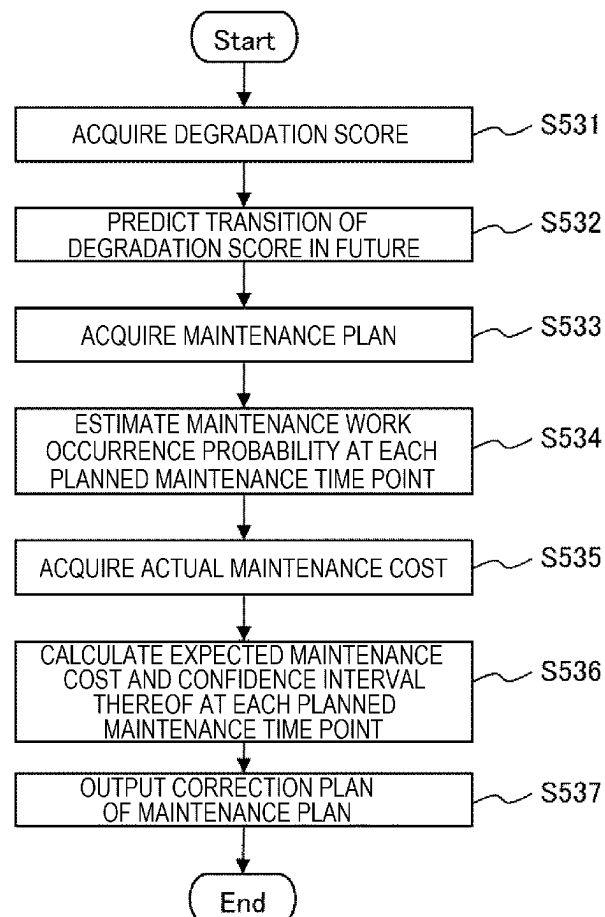 Start
ACQUIRE DEGRADATION SCORE
S531
PREDICT TRANSITION OF
DEGRADATION SCORE IN FUTURE
S532
ACQUIRE MAINTENANCE PLAN
S533
ESTIMATE MAINTENANCE WORK
OCCURRENCE PROBABILITY AT EACH
PLANNED MAINTENANCE TIME POINT
S534
ACQUIRE ACTUAL MAINTENANCE COST
S535
CALCULATE EXPECTED MAINTENANCE
COST AND CONFIDENCE INTERVAL
THEREOF AT EACH PLANNED
MAINTENANCE TIME POINT
S536
OUTPUT CORRECTION PLAN
OF MAINTENANCE PLAN
S537
End